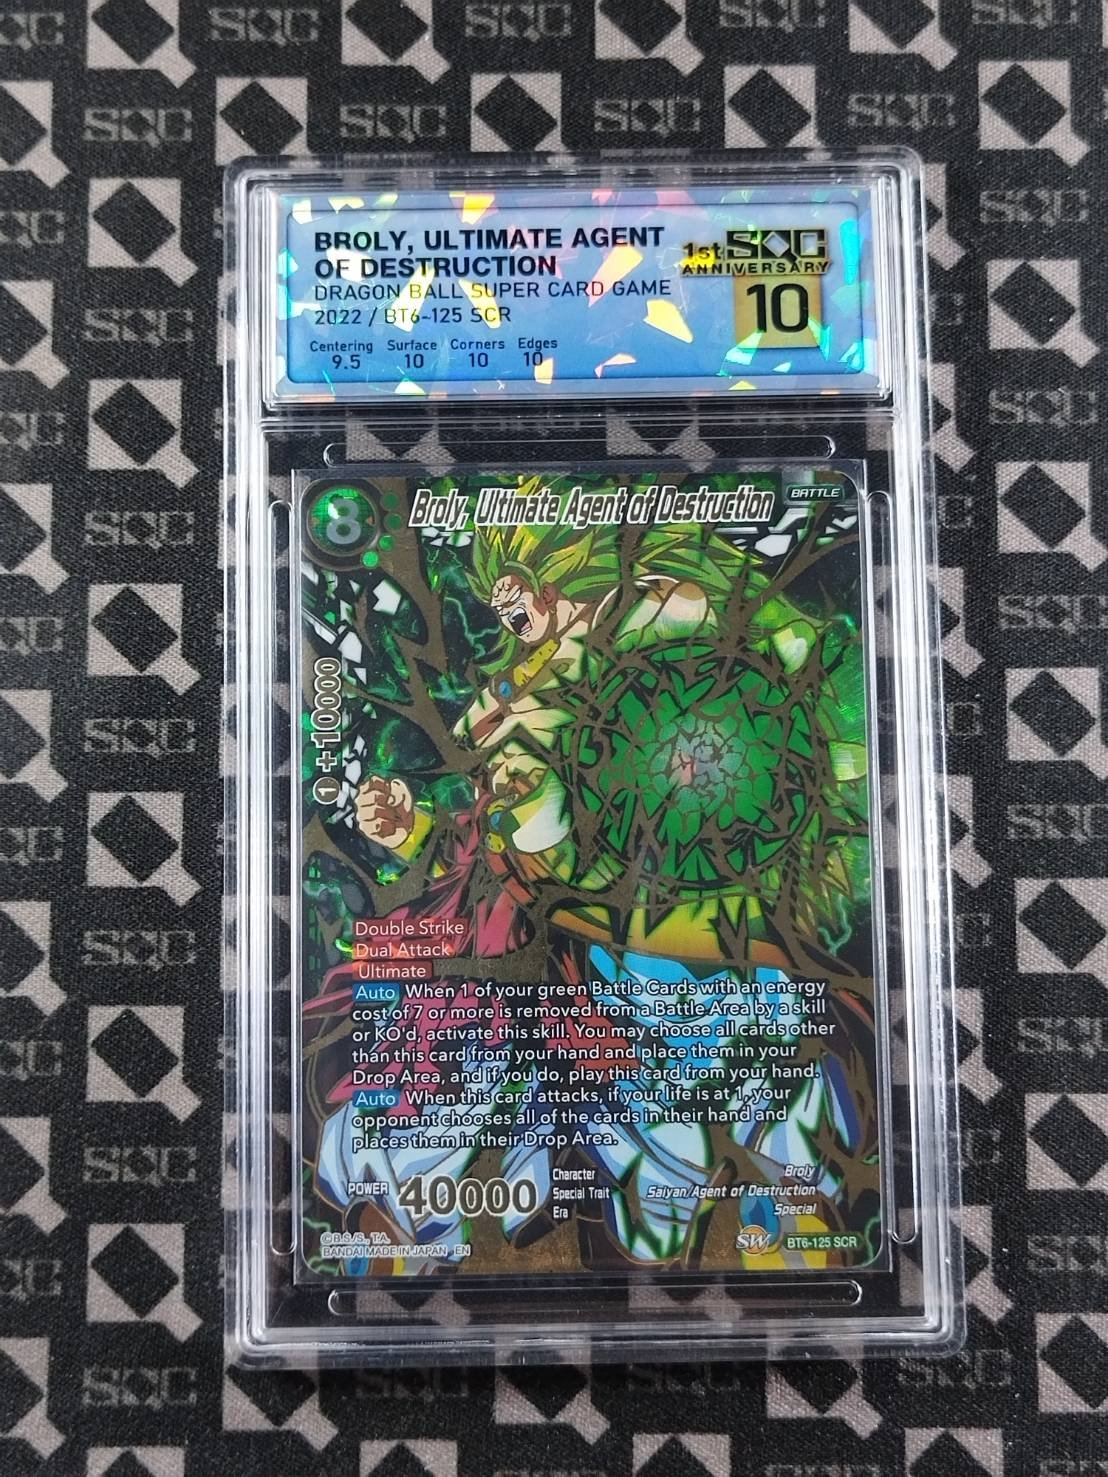 BROLY, ULTIMATE AGENT
OF DESTRUCTION
DRAGON BALL SUPER CARD GAME
2022 / BT6-125 SCR
Centering Surface Corners Edges
9.5 10 10 10
1st SQC
ANNIVERSARY
10
8
Broly, Ultimate Agent of Destruction
BATTLE
1 +10000
Double Strike
Dual Attack
Ultimate
Auto When 1 of your green Battle Cards with an energy
cost of 7 or more is removed from a Battle Area by a skill
or KO'd, activate this skill. You may choose all cards other
than this card from your hand and place them in your
Drop Area, and if you do, play this card from your hand.
Auto When this card attacks, if your life is at 1, your
opponent chooses all of the cards in their hand and
places them in their Drop Area.
POWER 40000
Character Broly
Special Trait Saiyan/Agent of Destruction
Era Special
©B.S./S., T.A.
BANDAI MADE IN JAPAN EN
SW BT6-125 SCR